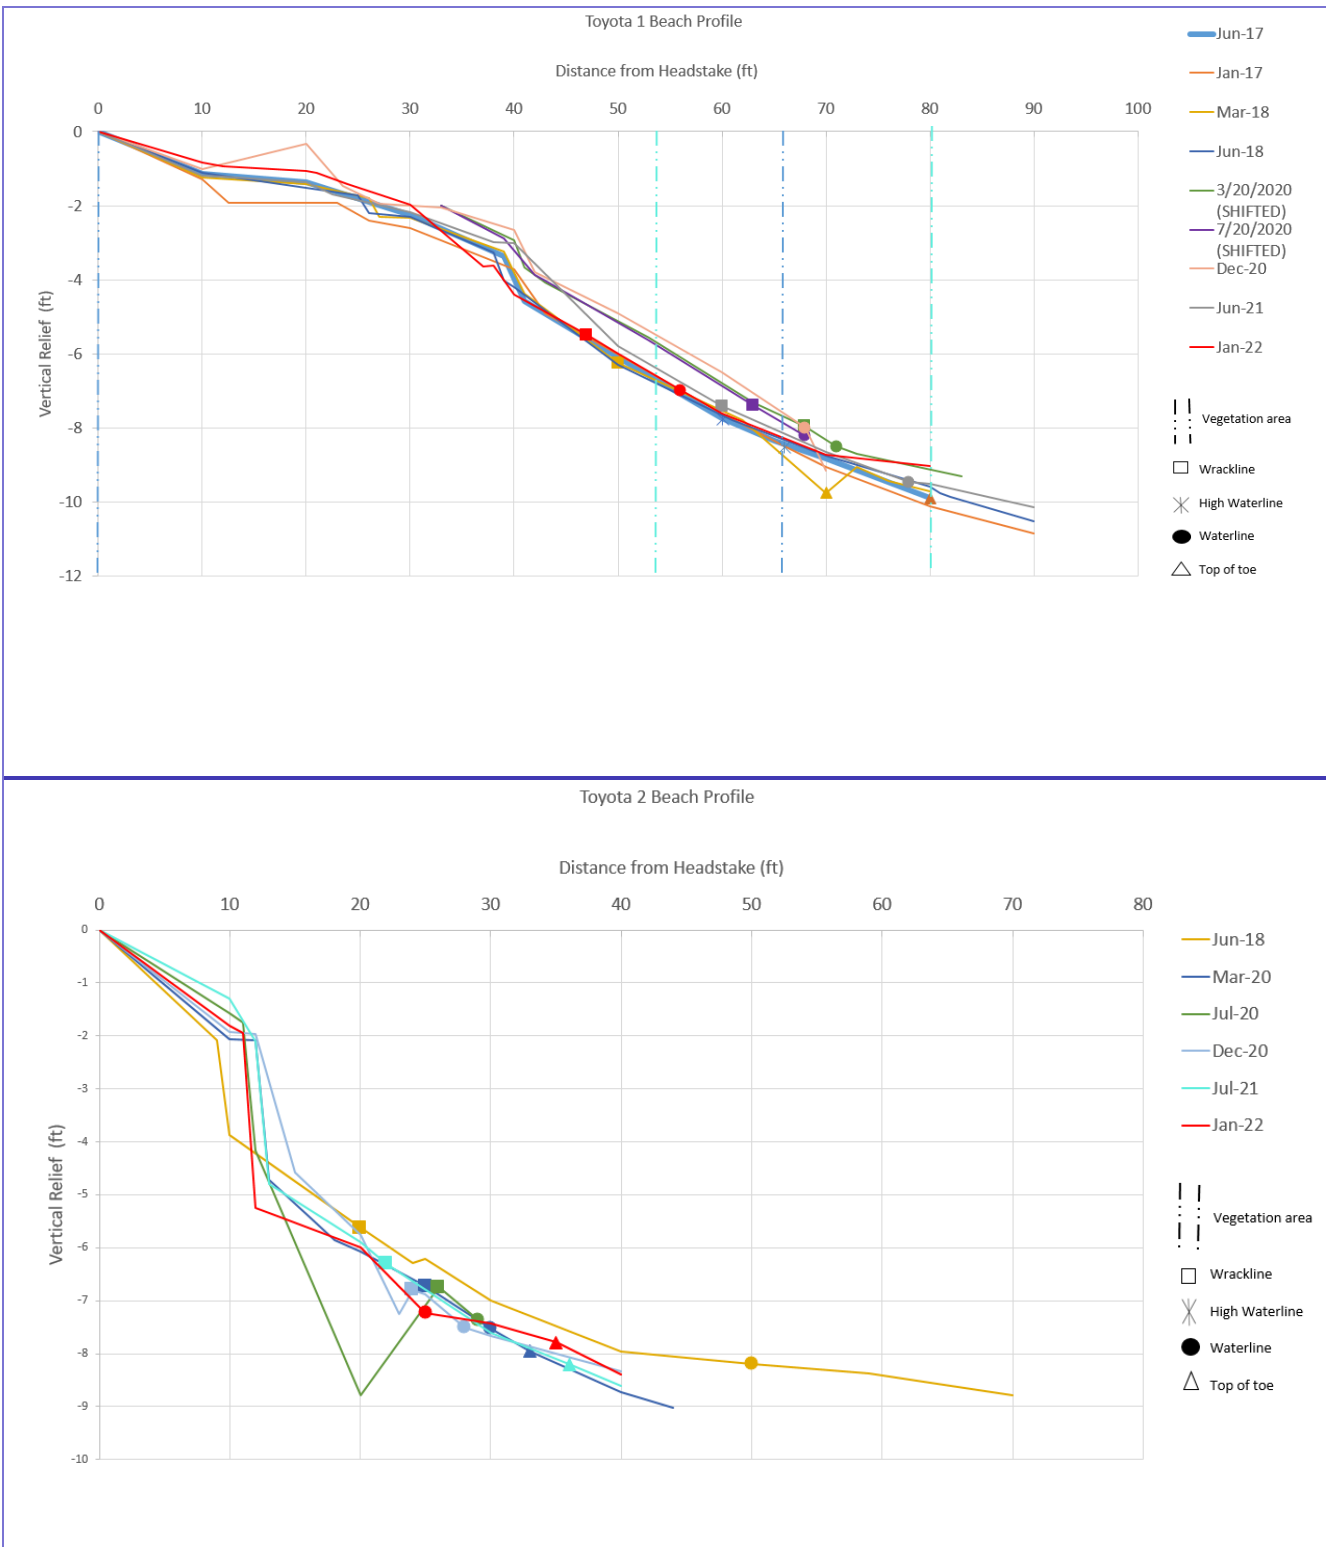 Toyota 1 Beach Profile
Distance from Headstake (ft)
0 10 20 30 40 50 60 70 80 90 100
0
-2
-4
-6
-8
-10
-12
Vertical Relief (ft)
Jun-17
Jan-17
Mar-18
Jun-18
3/20/2020
(SHIFTED)
7/20/2020
(SHIFTED)
Dec-20
Jun-21
Jan-22
Vegetation area
Wrackline
High Waterline
Waterline
Top of toe
Toyota 2 Beach Profile
Distance from Headstake (ft)
0 10 20 30 40 50 60 70 80
0
-1
-2
-3
-4
-5
-6
-7
-8
-9
-10
Vertical Relief (ft)
Jun-18
Mar-20
Jul-20
Dec-20
Jul-21
Jan-22
Vegetation area
Wrackline
High Waterline
Waterline
Top of toe